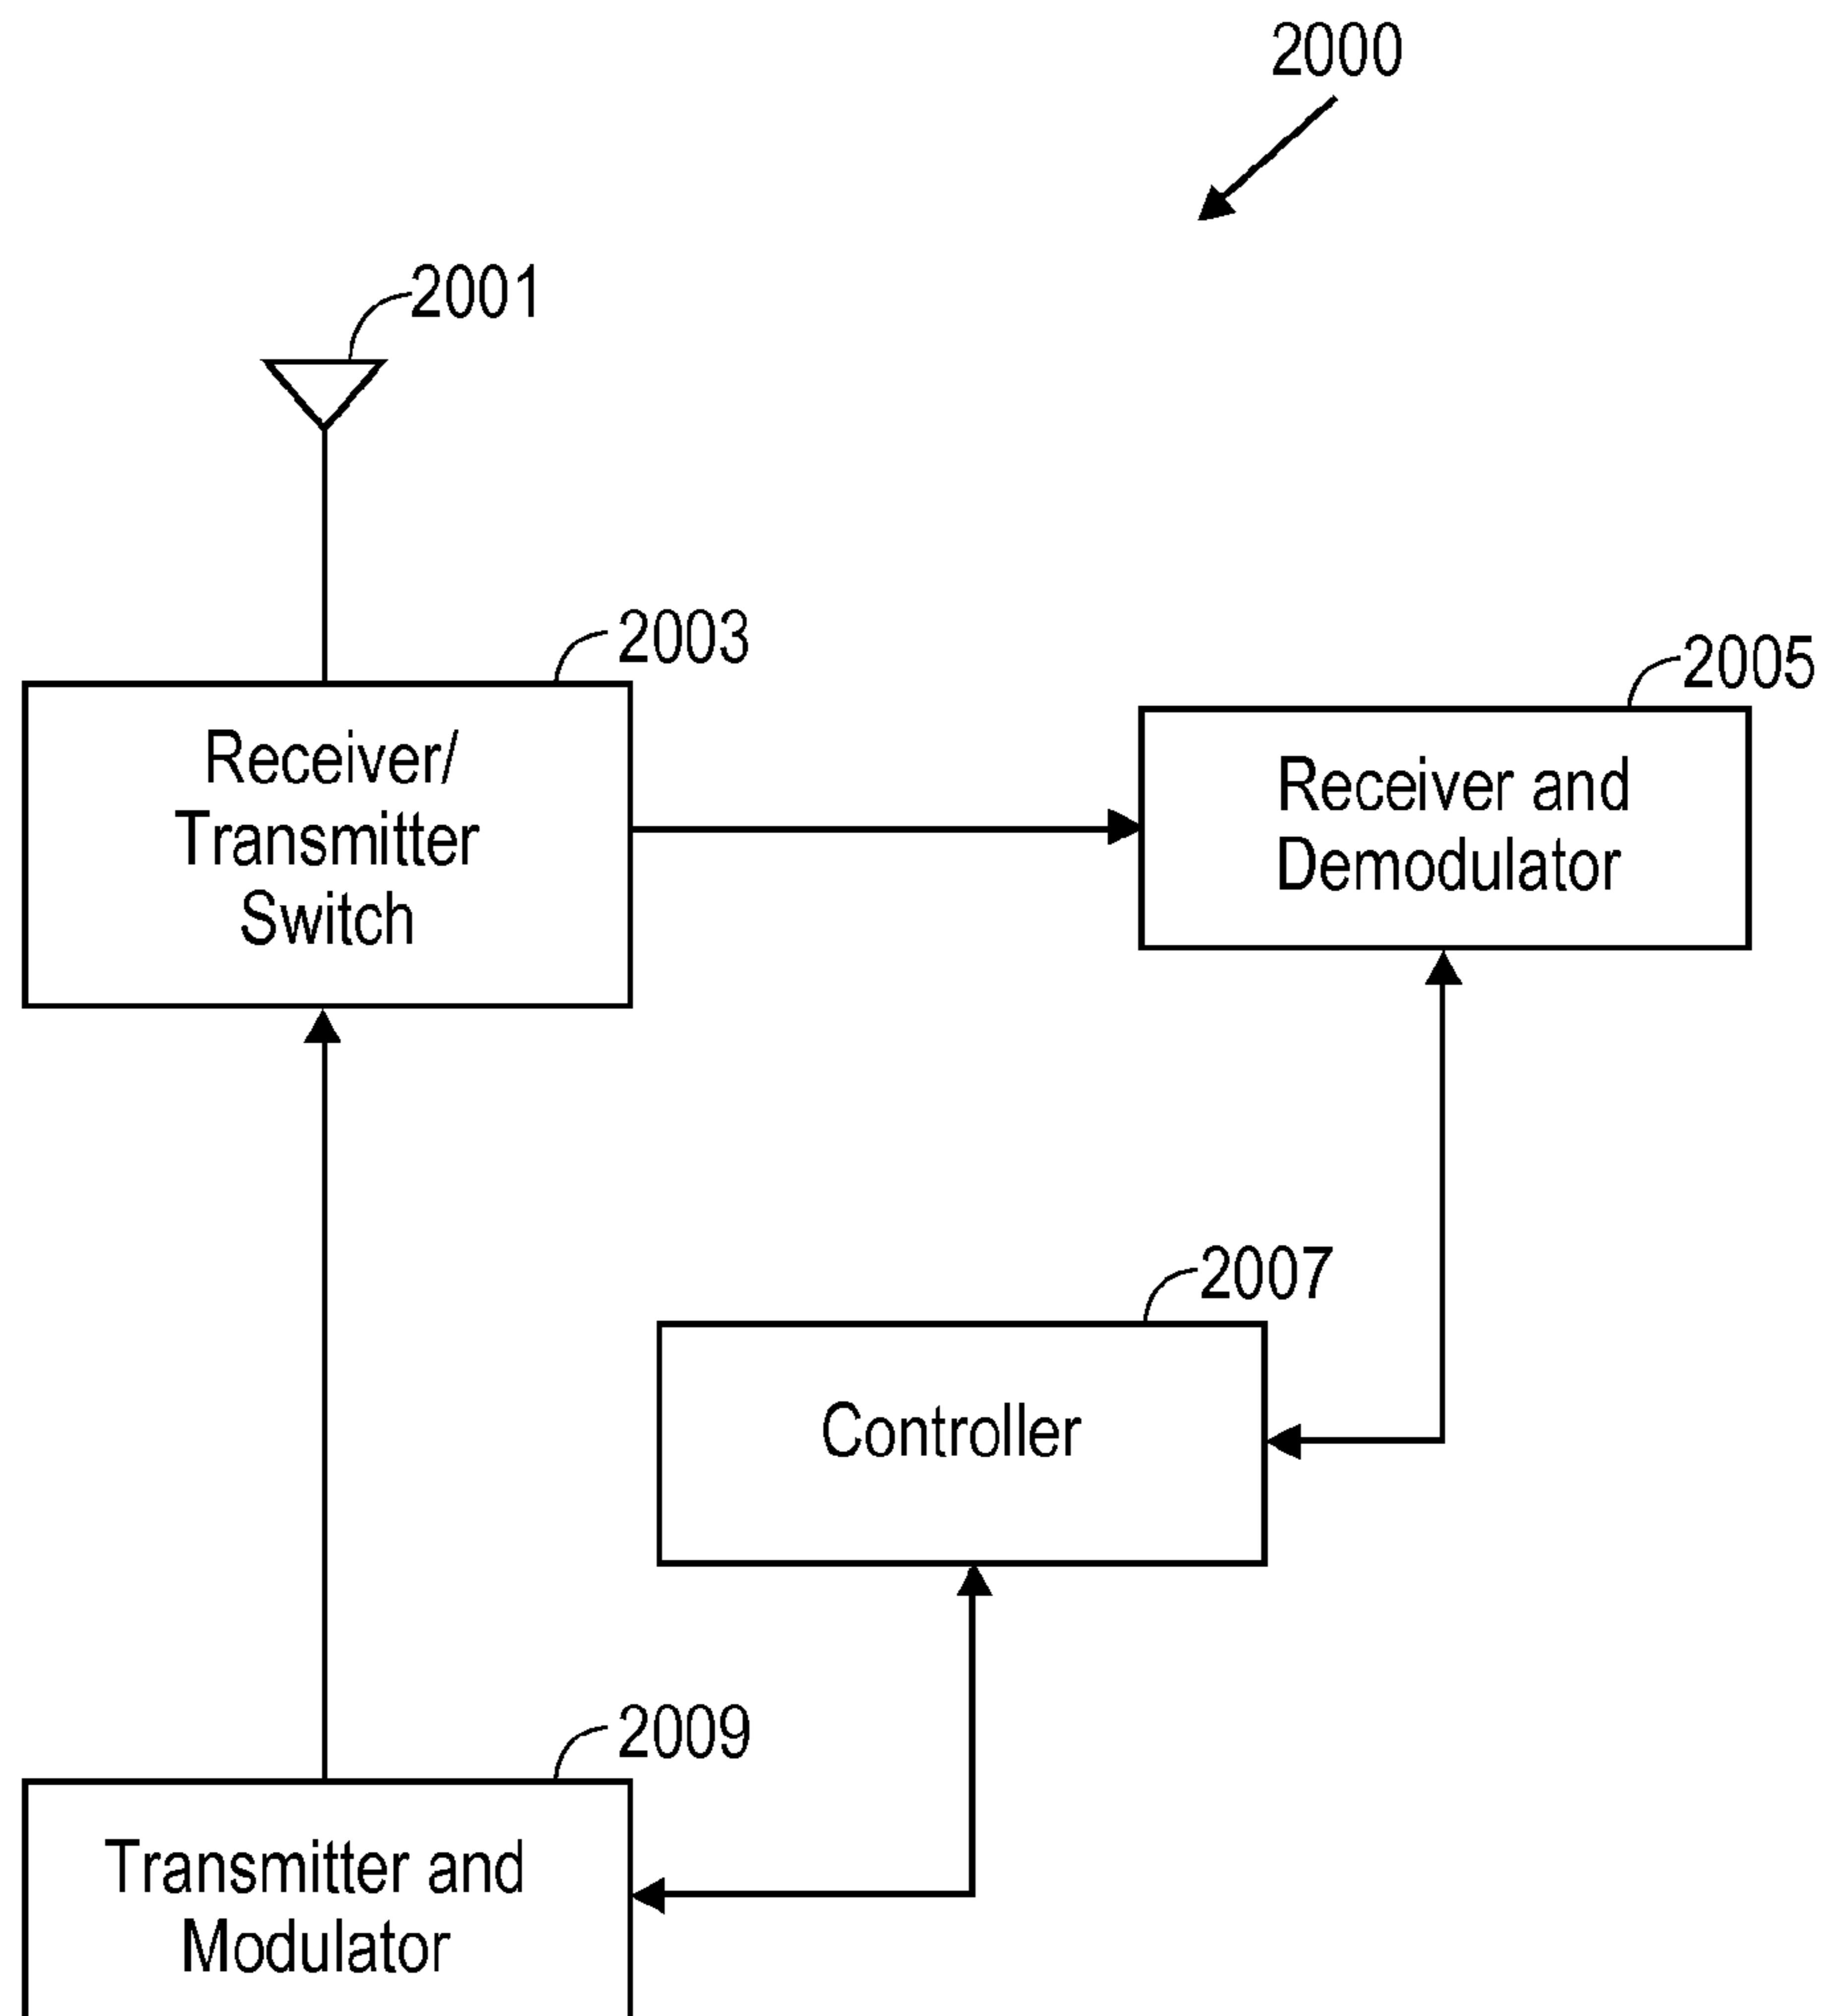 2000
2001
2003
Receiver/
Transmitter
Switch
2005
Receiver and
Demodulator
2007
Controller
2009
Transmitter and
Modulator